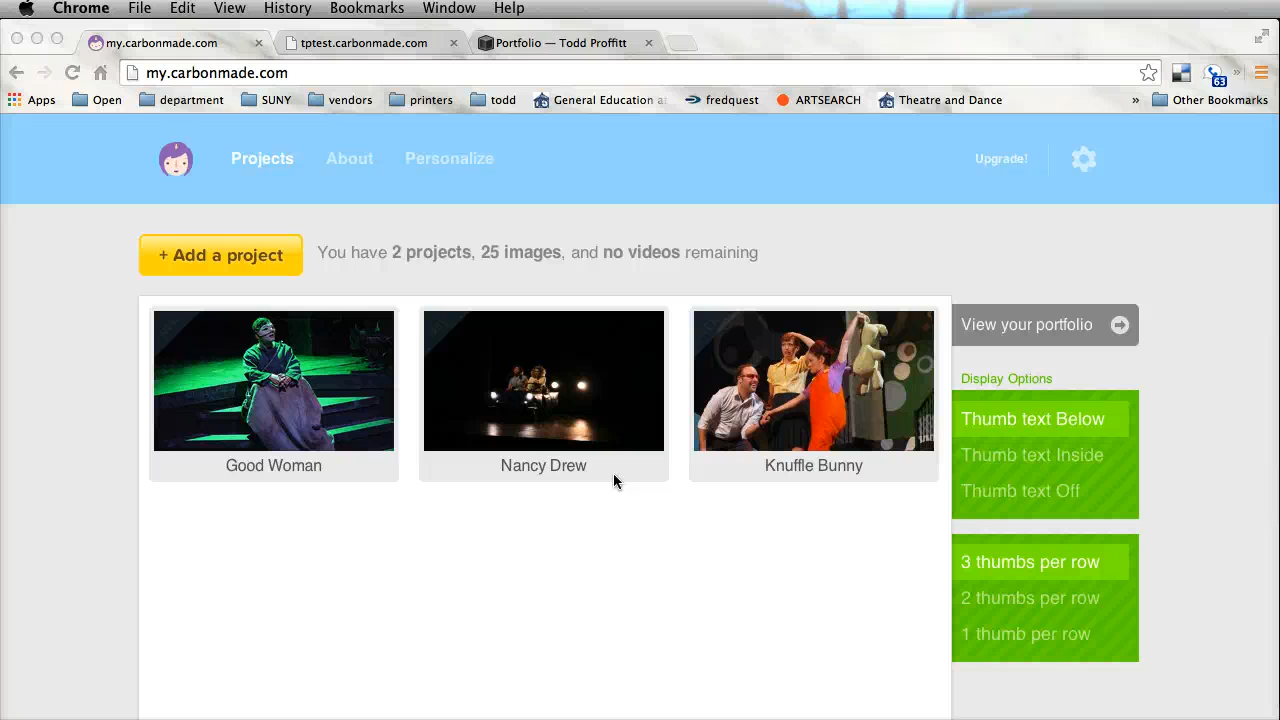 Chrome File Edit View History Bookmarks Window Help
my.carbonmade.com tptest.carbonmade.com Portfolio — Todd Proffitt
my.carbonmade.com
63
Apps Open department SUNY vendors printers todd General Education a fredquest ARTSEARCH Theatre and Dance » Other Bookmarks
Projects About Personalize Upgrade!
+ Add a project You have 2 projects, 25 images, and no videos remaining
View your portfolio
Display Options
Thumb text Below
Thumb text Inside
Thumb text Off
Good Woman Nancy Drew Knuffle Bunny
3 thumbs per row
2 thumbs per row
1 thumb per row